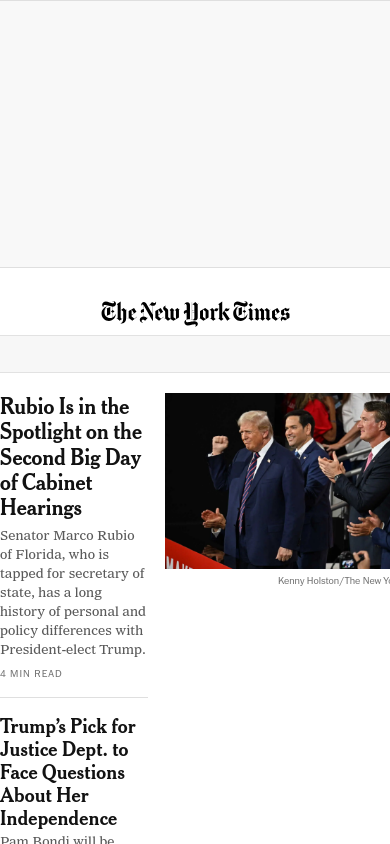 The New York Times
Rubio Is in the
Spotlight on the
Second Big Day
of Cabinet
Hearings
Senator Marco Rubio
of Florida, who is
tapped for secretary of
state, has a long
history of personal and
policy differences with
President-elect Trump.
4 MIN READ
Kenny Holston/The New Yo
Trump’s Pick for
Justice Dept. to
Face Questions
About Her
Independence
Pam Bondi will be